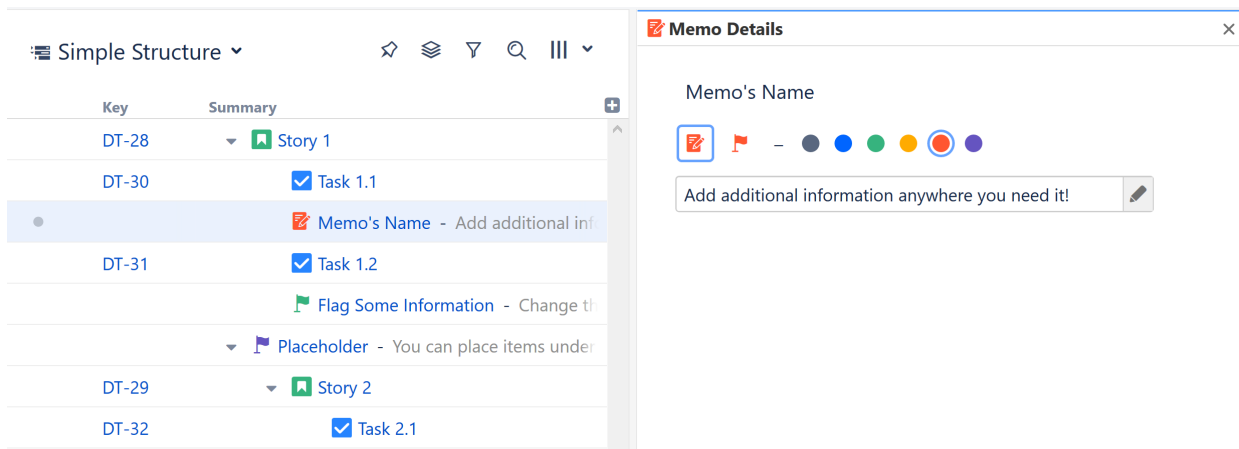 Simple Structure
Key Summary
DT-28 Story 1
DT-30 Task 1.1
Memo's Name - Add additional inf
DT-31 Task 1.2
Flag Some Information - Change th
Placeholder - You can place items under
DT-29 Story 2
DT-32 Task 2.1
Memo Details
Memo's Name
Add additional information anywhere you need it!